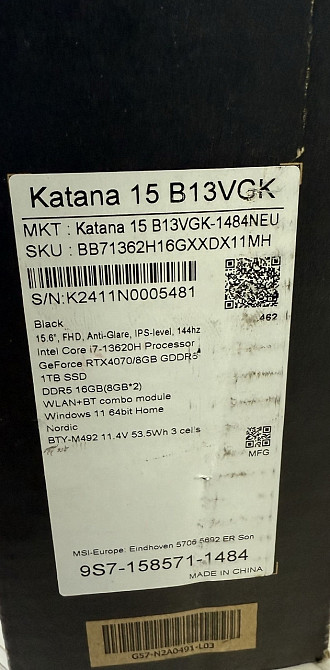 Katana 15 B13VGK
MKT : Katana 15 B13VGK-1484NEU
SKU : BB71362H16GXXDX11MH
S/N:K2411N0005481
462
Black
15.6", FHD, Anti-Glare, IPS-level, 144hz
Intel Core i7-13620H Processor
GeForce RTX4070/8GB GDDR5
1TB SSD
DDR5 16GB(8GB*2)
WLAN+BT combo module
Windows 11 64bit Home
Nordic
BTY-M492 11.4V 53.5Wh 3 cells
MFG
MSI-Europe: Eindhoven 5706 5692 ER Son
9S7-158571-1484
MADE IN CHINA
G57-N2A0491-L03